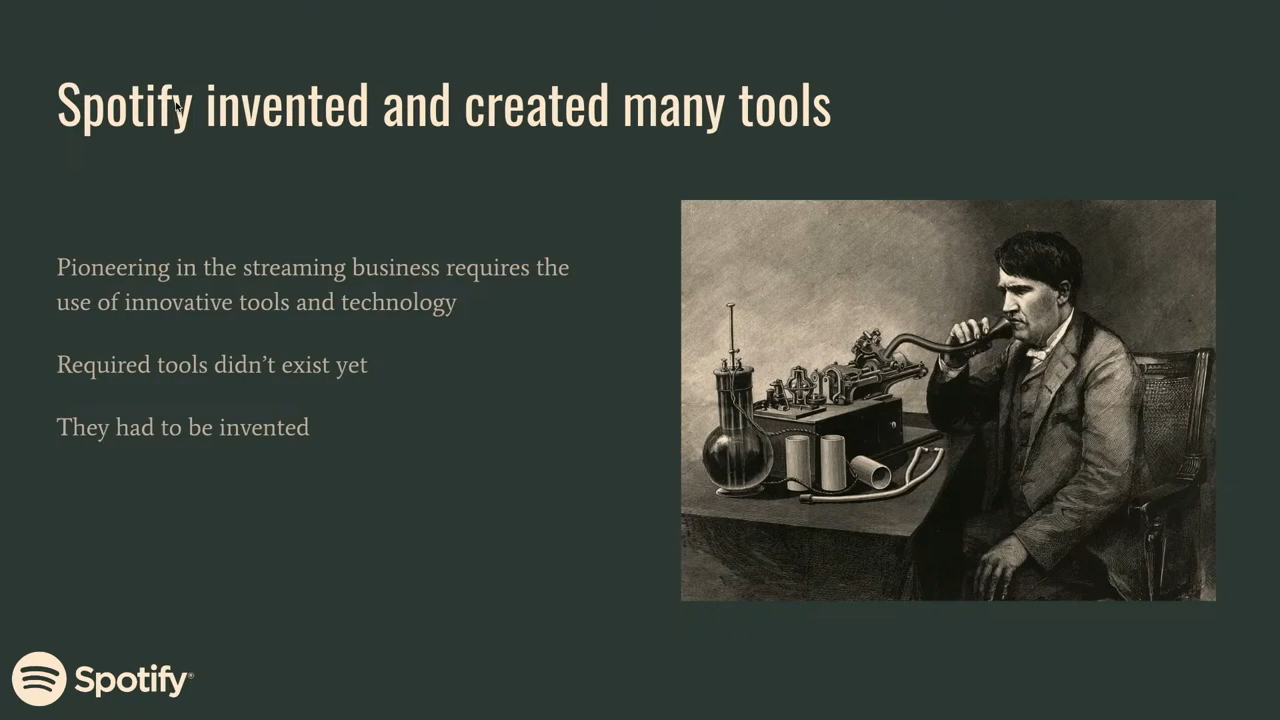 Spotify invented and created many tools
Pioneering in the streaming business requires the
use of innovative tools and technology
Required tools didn’t exist yet
They had to be invented
Spotify®